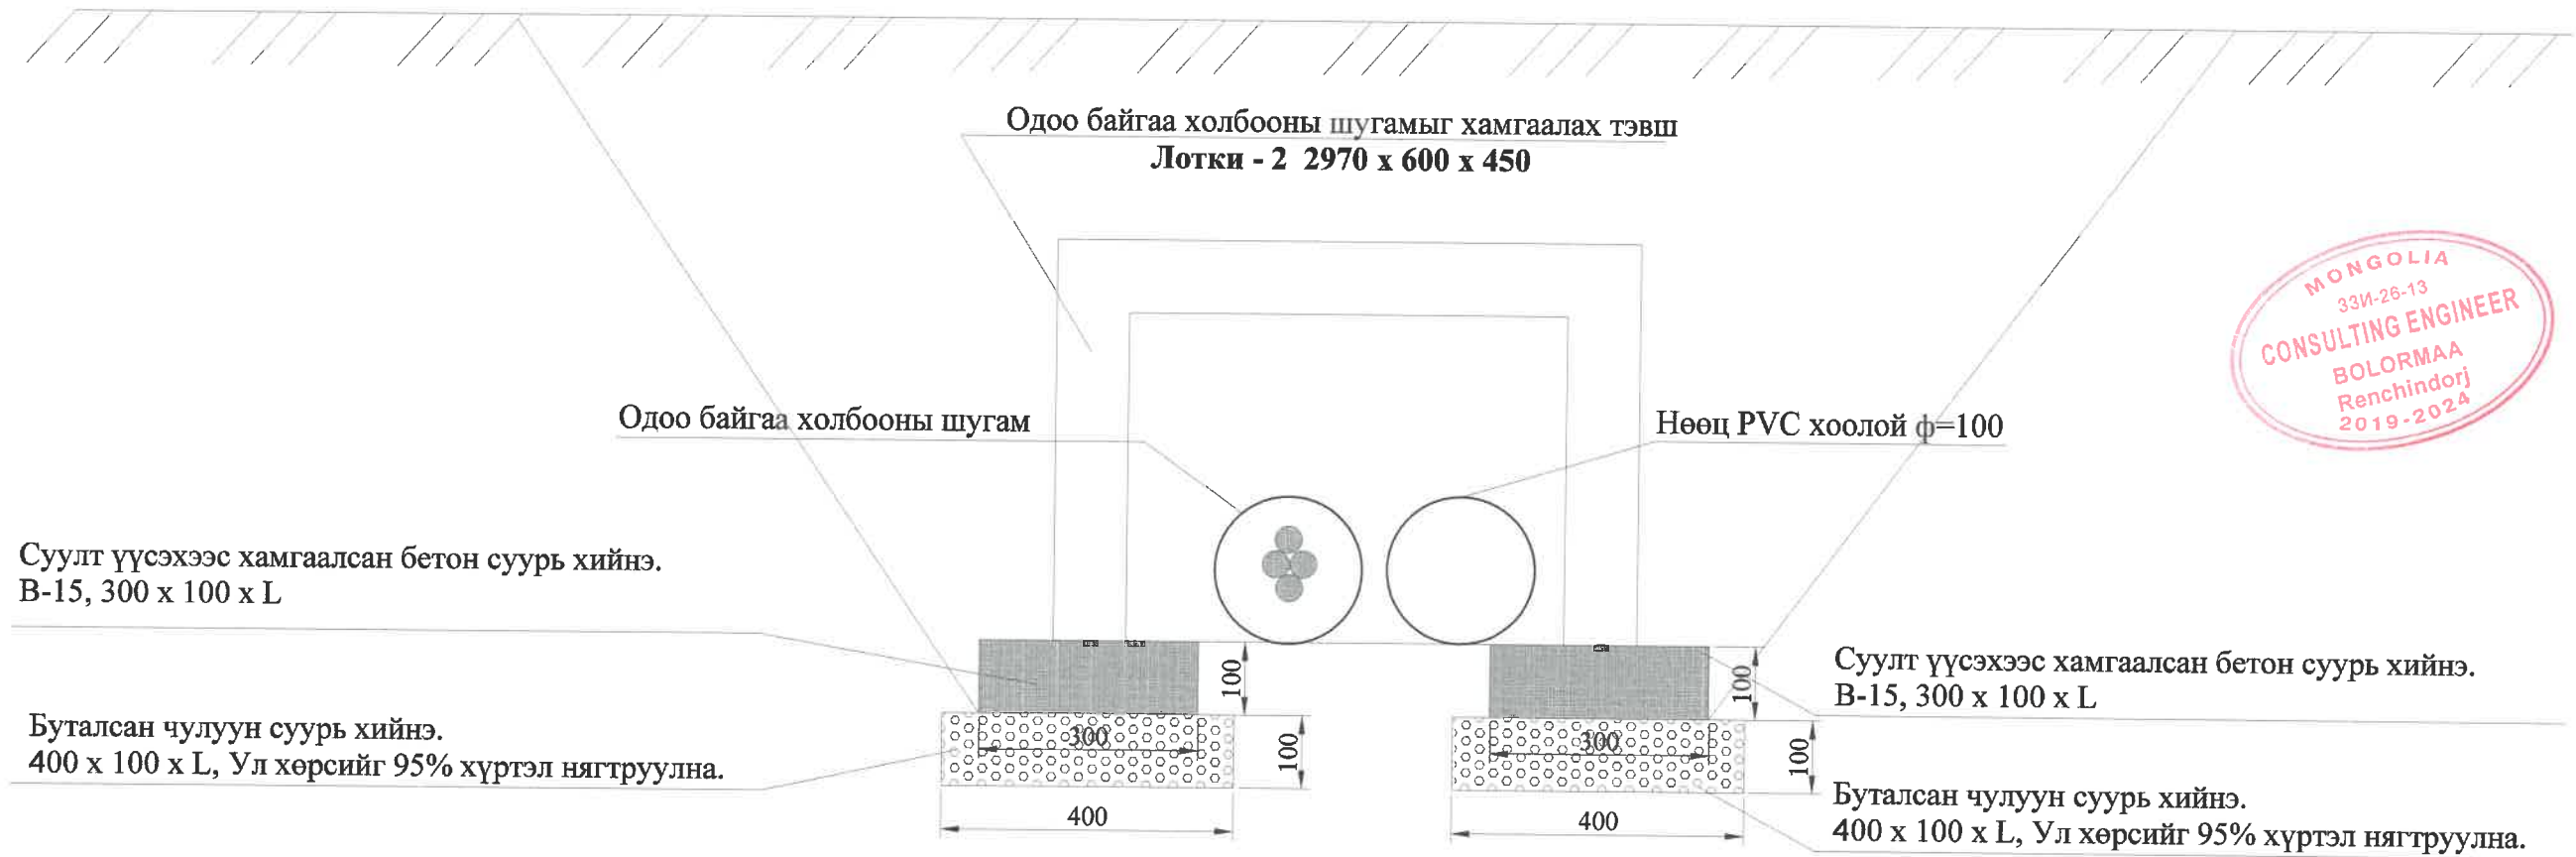 Одоо байгаа холбооны шугамыг хамгаалах тэвш
Лотки - 2 2970 x 600 x 450
MONGOLIA
ЗЗИ-26-13
CONSULTING ENGINEER
BOLORMAA
Renchindorj
2019-2024
Одоо байгаа холбооны шугам
Нөөц PVC хоолой ф=100
Суулт үүсэхээс хамгаалсан бетон суурь хийнэ.
В-15, 300 x 100 x L
Буталсан чулуун суурь хийнэ.
400 x 100 x L, Ул хөрсийг 95% хүртэл нягтруулна.
100
300
100
400
100
300
100
400
Суулт үүсэхээс хамгаалсан бетон суурь хийнэ.
В-15, 300 x 100 x L
Буталсан чулуун суурь хийнэ.
400 x 100 x L, Ул хөрсийг 95% хүртэл нягтруулна.